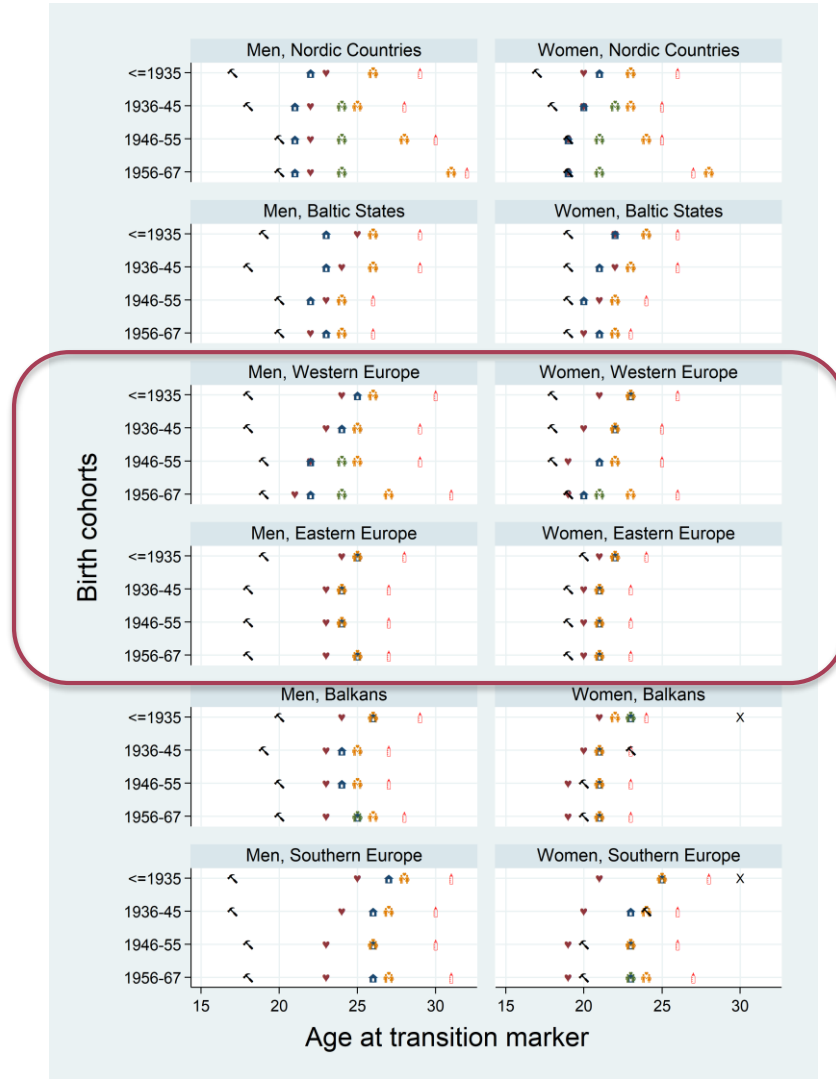 Men, Nordic Countries
Women, Nordic Countries
<=1935
1936-45
1946-55
1956-67
Men, Baltic States
Women, Baltic States
<=1935
1936-45
1946-55
1956-67
Men, Western Europe
Women, Western Europe
<=1935
1936-45
1946-55
1956-67
Birth cohorts
Men, Eastern Europe
Women, Eastern Europe
<=1935
1936-45
1946-55
1956-67
Men, Balkans
Women, Balkans
<=1935
X
1936-45
1946-55
1956-67
Men, Southern Europe
Women, Southern Europe
<=1935
X
1936-45
1946-55
1956-67
15 20 25 30 15 20 25 30
Age at transition marker